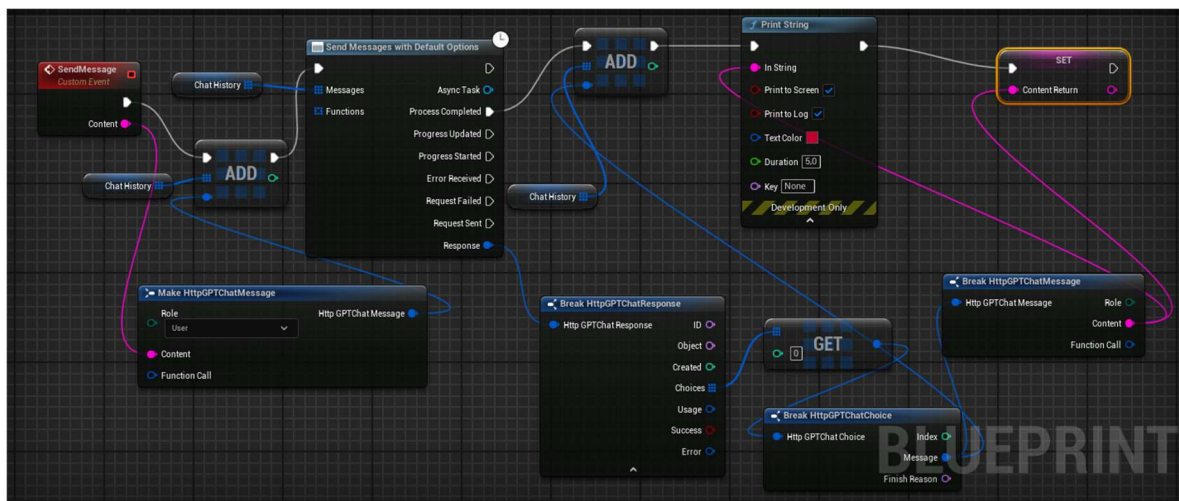 SendMessage
Custom Event
Content
Chat History
ADD
Chat History
Send Messages with Default Options
Messages
Functions
Async Task
Process Completed
Progress Updated
Progress Started
Error Received
Request Failed
Request Sent
Response
ADD
Chat History
Print String
In String
Print to Screen
Print to Log
Text Color
Duration 5,0
Key None
Development Only
SET
Content Return
Make HttpGPTChatMessage
Role
User
Http GPTChat Message
Content
Function Call
Break HttpGPTChatResponse
Http GPTChat Response
ID
Object
Created
Choices
Usage
Success
Error
0 GET
Break HttpGPTChatChoice
Http GPTChat Choice
Index
Message
Finish Reason
Break HttpGPTChatMessage
Http GPTChat Message
Role
Content
Function Call
BLUEPRINT